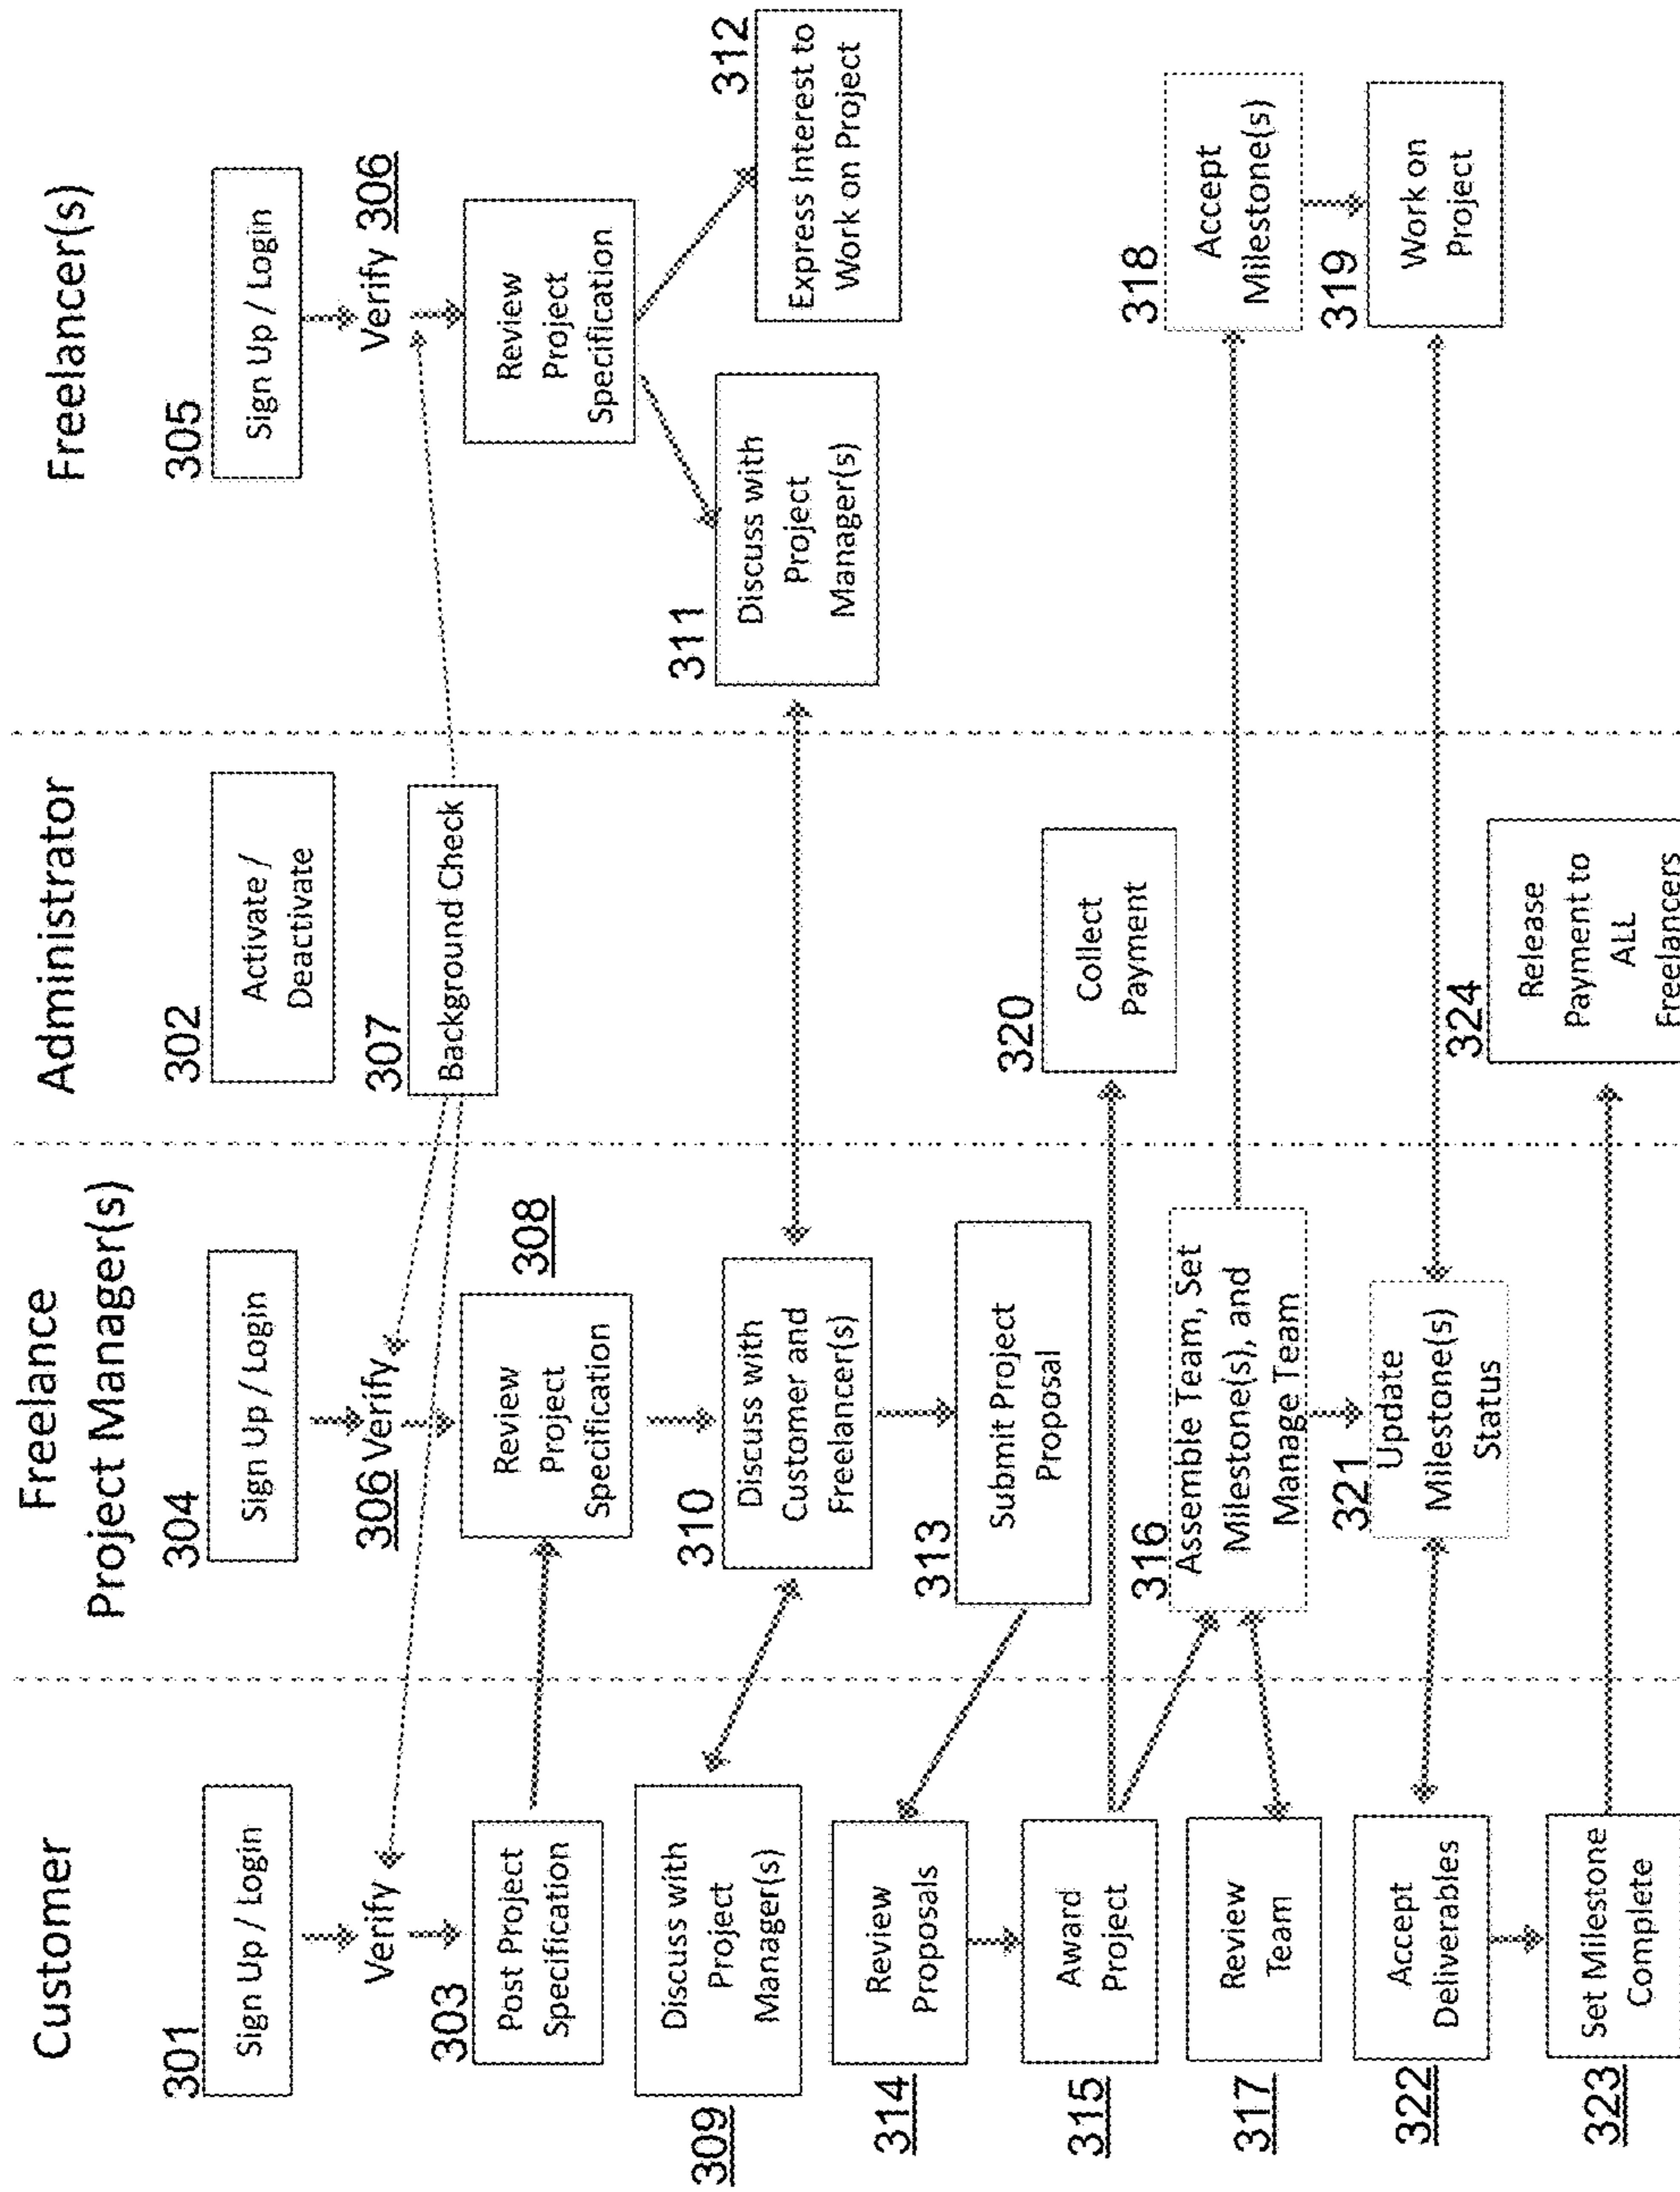 Customer
Freelance
Project Manager(s)
Administrator
Freelancer(s)
301
Sign Up / Login
Verify
303
Post Project
Specification
309
Discuss with
Project
Manager(s)
314
Review
Proposals
315
Award
Project
317
Review
Team
322
Accept
Deliverables
323
Set Milestone
Complete
304
Sign Up / Login
306 Verify
308
Review
Project
Specification
310
Discuss with
Customer and
Freelancer(s)
313
Submit Project
Proposal
316
Assemble Team, Set
Milestone(s), and
Manage Team
321
Update
Milestone(s)
Status
302
Activate /
Deactivate
307
Background Check
320
Collect
Payment
324
Release
Payment to
ALL
Freelancers
305
Sign Up / Login
Verify 306
Review
Project
Specification
311
Discuss with
Project
Manager(s)
312
Express Interest to
Work on Project
318
Accept
Milestone(s)
319
Work on
Project